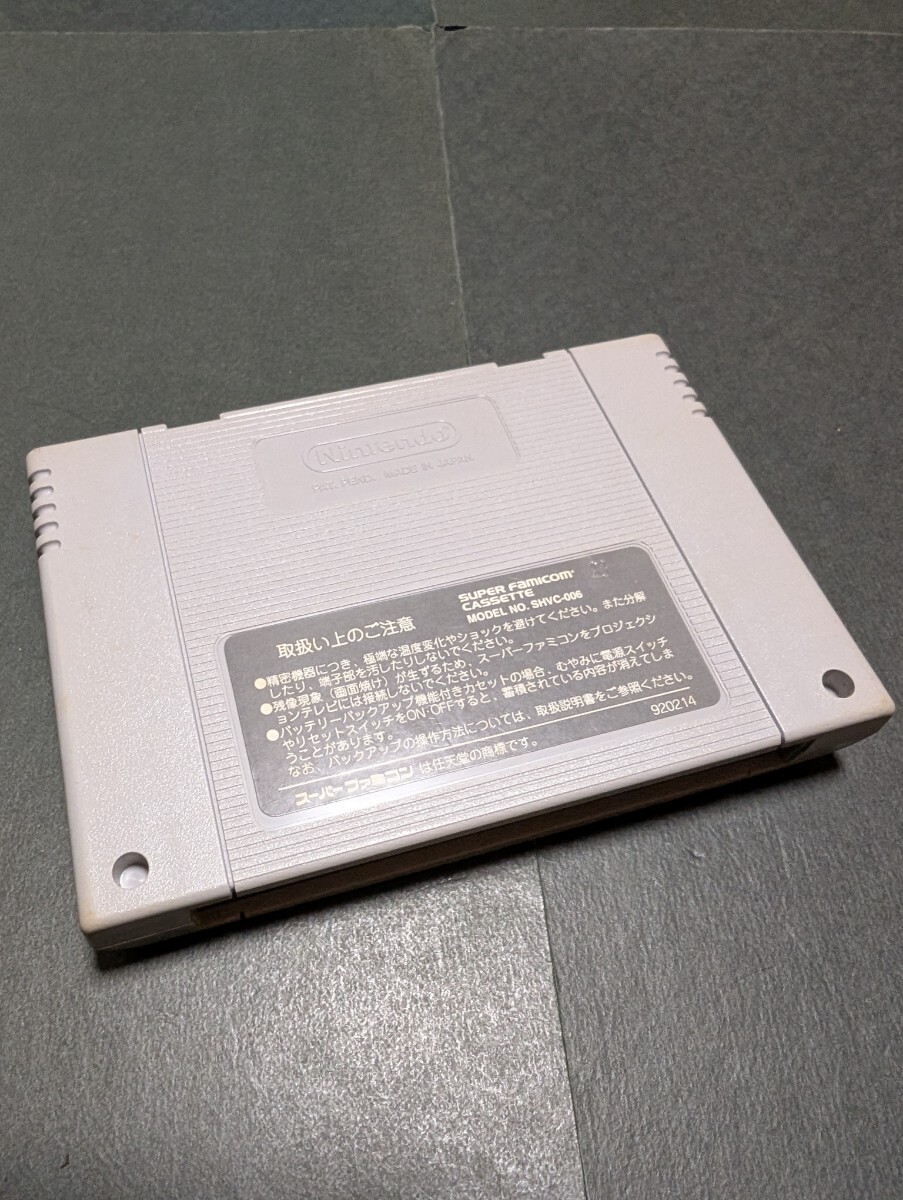 Nintendo
PAT. PEND. MADE IN JAPAN
SUPER Famicom
CASSETTE
MODEL NO. SHVC-006
取扱い上のご注意
●精密機器につき、極端な温度変化やショックを避けてください。また分解
したり、端子部を汚したりしないでください。
●残像現象（画面焼け）が生ずるため、スーパーファミコンをプロジェクシ
ョンテレビには接続しないでください。
●バッテリーバックアップ機能付きカセットの場合、むやみに電源スイッチ
やリセットスイッチをON・OFFすると、蓄積されている内容が消えてしま
うことがあります。
なお、バックアップの操作方法については、取扱説明書をご参照ください。
スーパーファミコンは任天堂の商標です。
920214